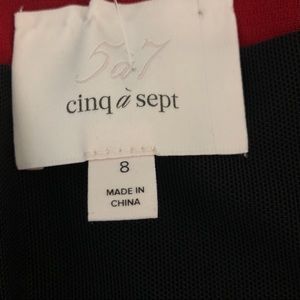 5à7
cinq à sept
8
MADE IN
CHINA